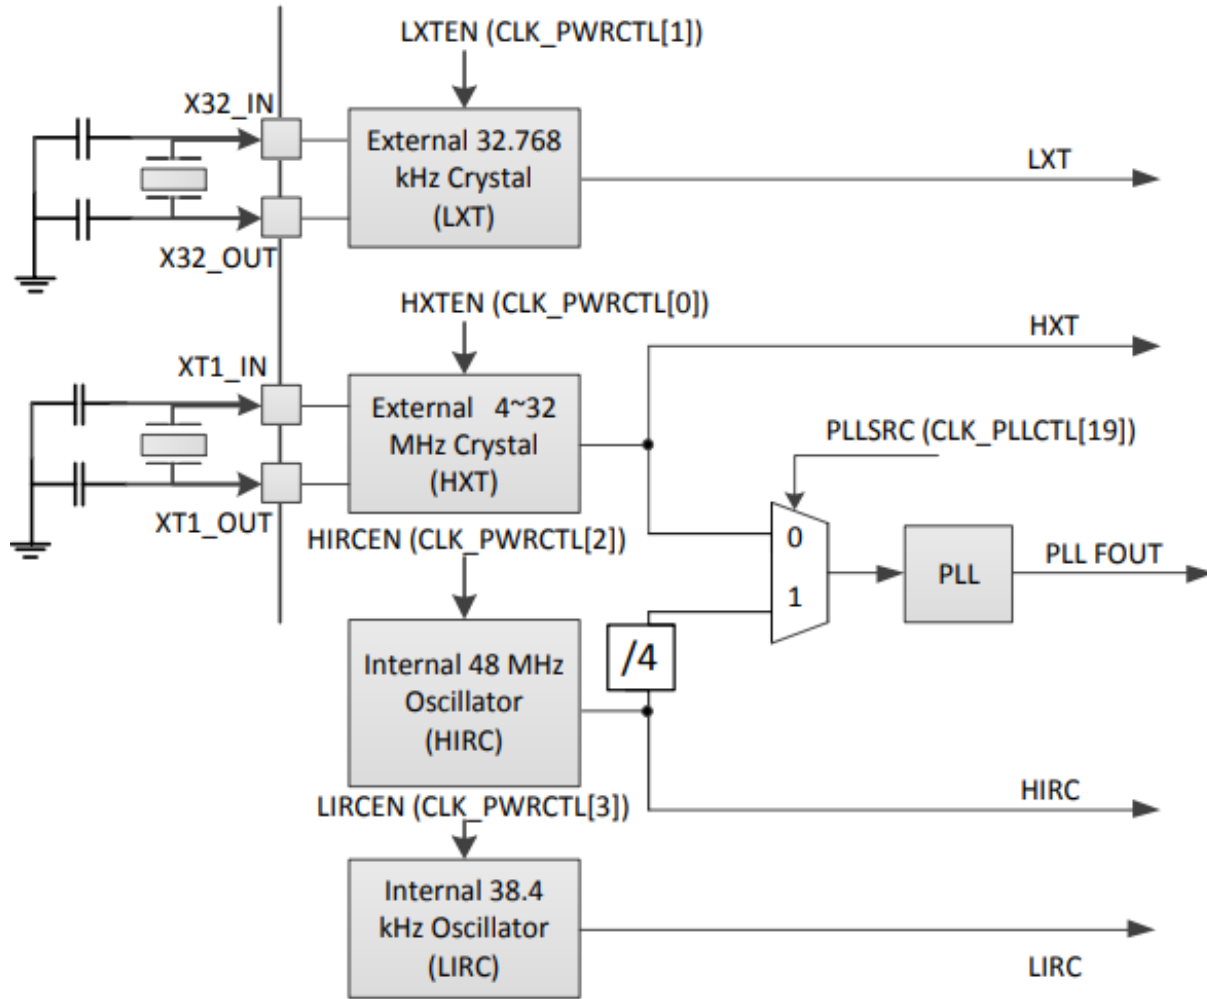 LXTEN (CLK_PWRCTL[1])
X32_IN
External 32.768
kHz Crystal
(LXT)
LXT
X32_OUT
HXTEN (CLK_PWRCTL[0])
HXT
XT1_IN
External 4~32
MHz Crystal
(HXT)
PLLSRC (CLK_PLLCTL[19])
XT1_OUT
HIRCEN (CLK_PWRCTL[2])
0
1
PLL
PLL FOUT
/4
Internal 48 MHz
Oscillator
(HIRC)
HIRC
LIRCEN (CLK_PWRCTL[3])
Internal 38.4
kHz Oscillator
(LIRC)
LIRC